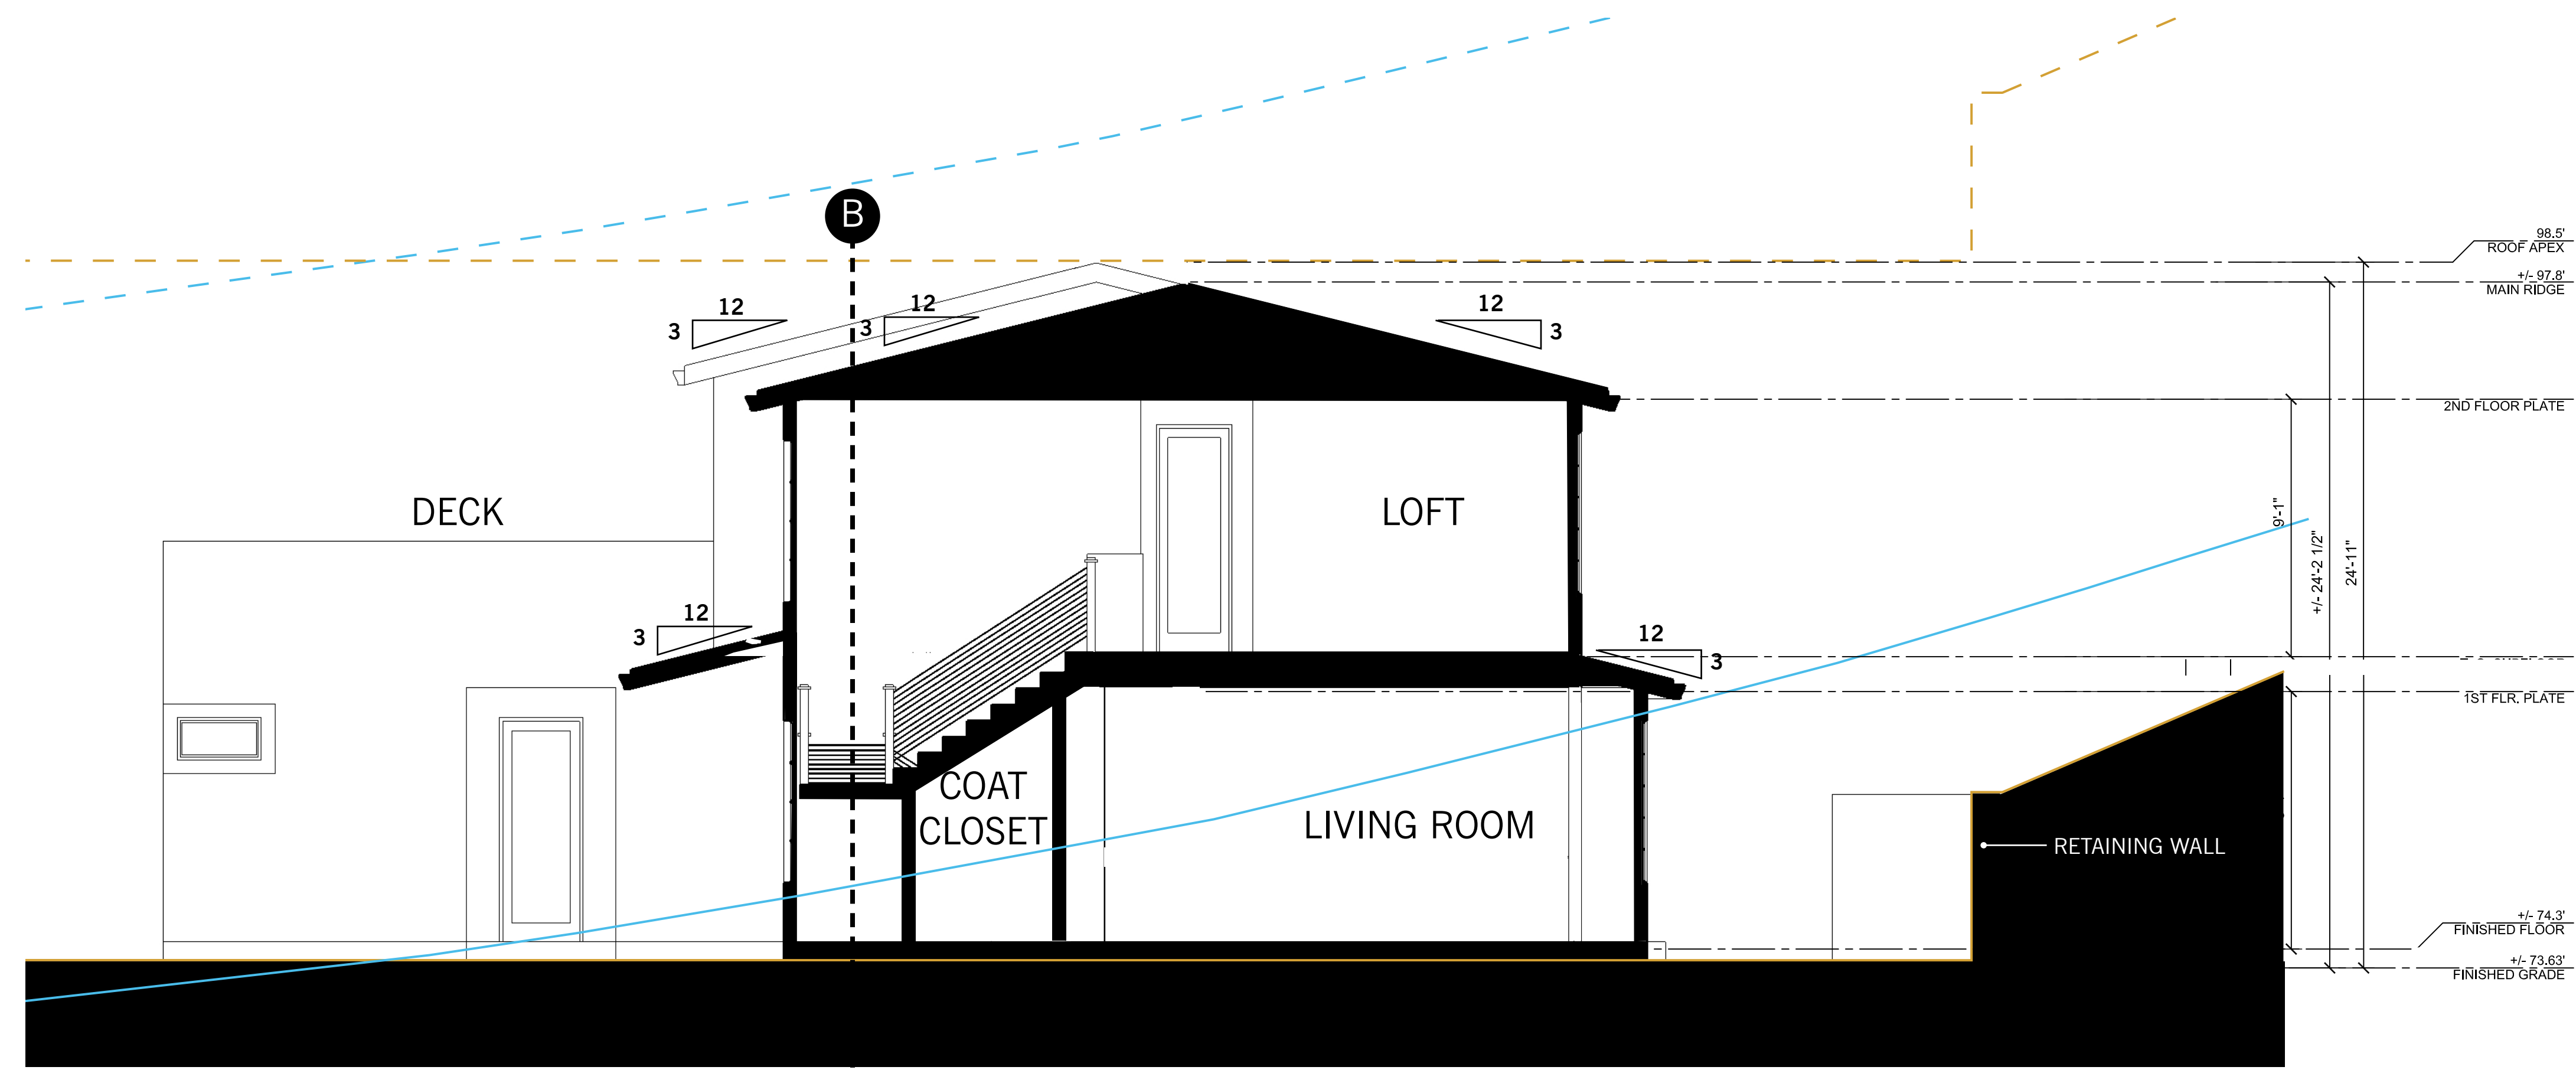 B
98.5'
ROOF APEX
+/- 97.8'
MAIN RIDGE
12
3
12
3
12
3
2ND FLOOR PLATE
DECK
LOFT
9'-1"
+/- 24'-2 1/2"
24'-11"
12
3
12
3
1ST FLR. PLATE
COAT
CLOSET
LIVING ROOM
RETAINING WALL
+/- 74.3'
FINISHED FLOOR
+/- 73.63'
FINISHED GRADE